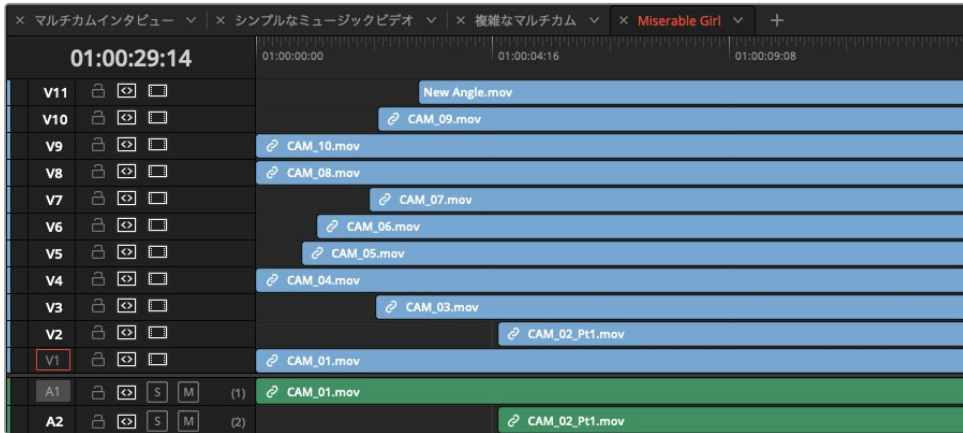 × マルチカムインタビュー × シンプルなミュージックビデオ × 複雑なマルチカム × Miserable Girl +
01:00:29:14 01:00:00:00 01:00:04:16 01:00:09:08
V11 New Angle.mov
V10 CAM_09.mov
V9 CAM_10.mov
V8 CAM_08.mov
V7 CAM_07.mov
V6 CAM_06.mov
V5 CAM_05.mov
V4 CAM_04.mov
V3 CAM_03.mov
V2 CAM_02_Pt1.mov
V1 CAM_01.mov
A1 S M (1) CAM_01.mov
A2 S M (2) CAM_02_Pt1.mov